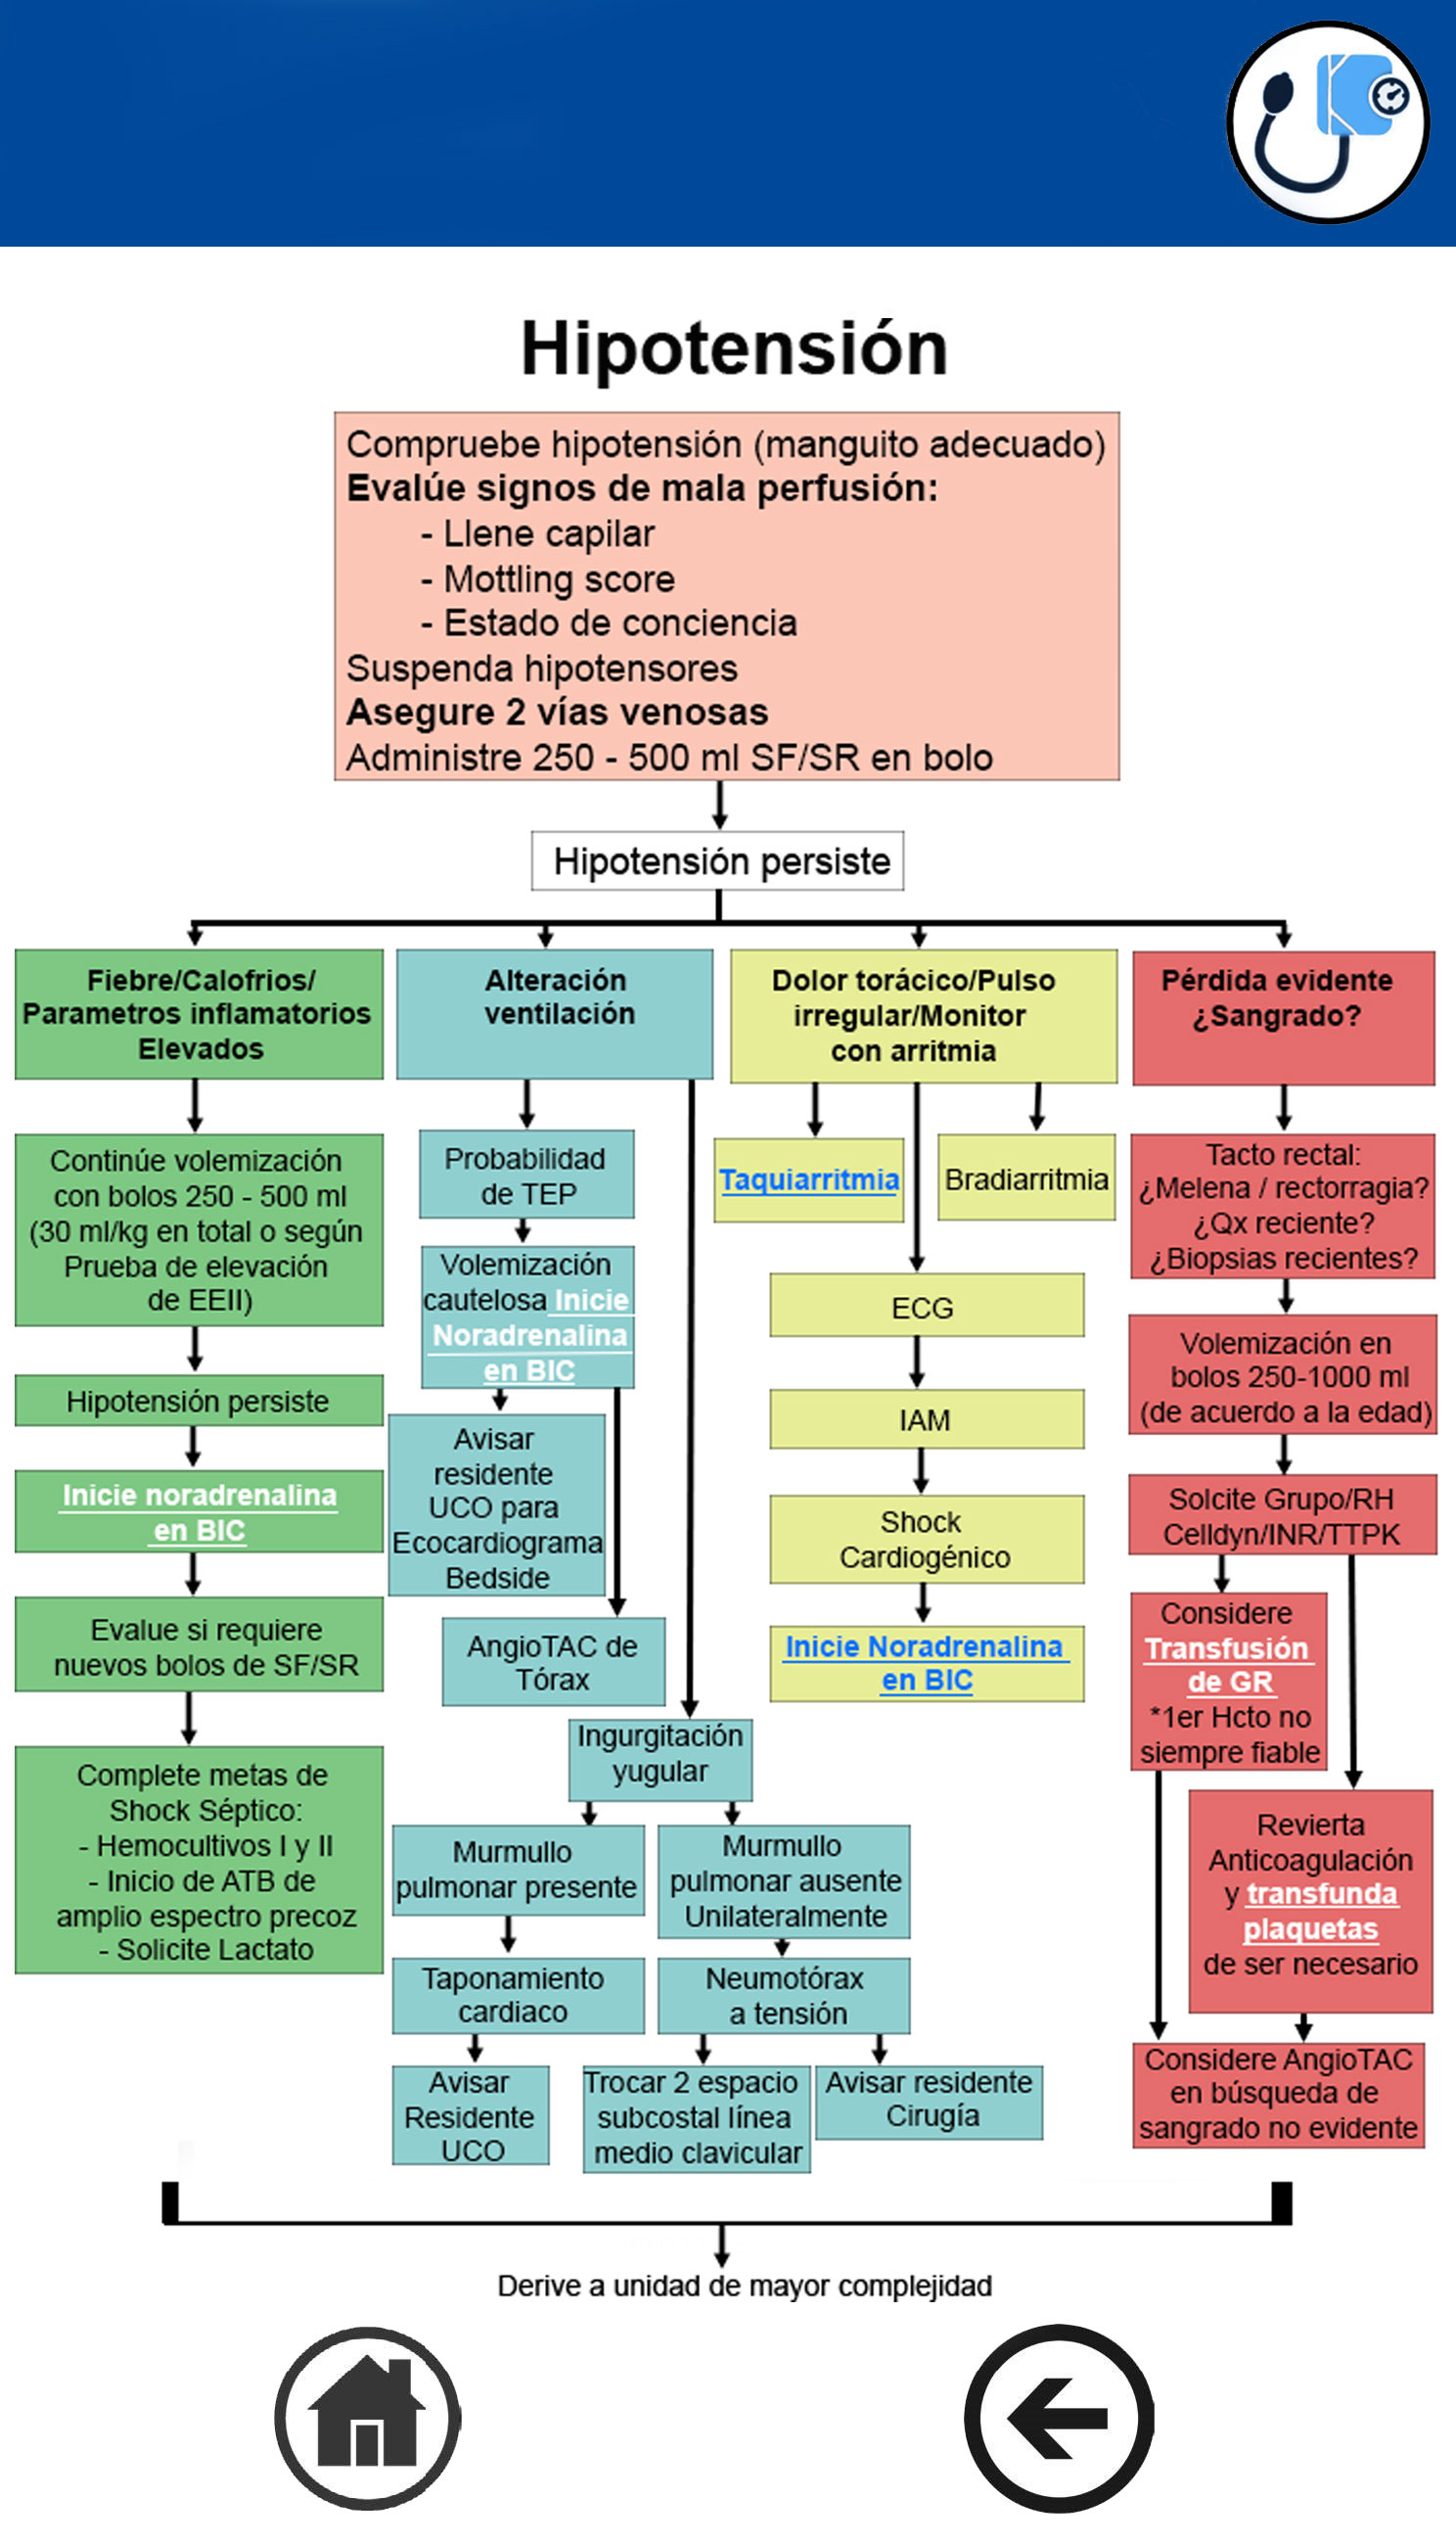 Hipotensión
Compruebe hipotensión (manguito adecuado)
Evalúe signos de mala perfusión:
- Llene capilar
- Mottling score
- Estado de conciencia
Suspenda hipotensores
Asegure 2 vías venosas
Administre 250 - 500 ml SF/SR en bolo
Hipotensión persiste
Fiebre/Calofrios/
Parametros inflamatorios
Elevados
Continúe volemización
con bolos 250 - 500 ml
(30 ml/kg en total o según
Prueba de elevación
de EEII)
Hipotensión persiste
Inicie noradrenalina
en BIC
Evalue si requiere
nuevos bolos de SF/SR
Complete metas de
Shock Séptico:
- Hemocultivos I y II
- Inicio de ATB de
amplio espectro precoz
- Solicite Lactato
Alteración
ventilación
Probabilidad
de TEP
Volemización
cautelosa Inicie
Noradrenalina
en BIC
Avisar
residente
UCO para
Ecocardiograma
Bedside
AngioTAC de
Tórax
Ingurgitación
yugular
Murmullo
pulmonar presente
Taponamiento
cardiaco
Avisar
Residente
UCO
Murmullo
pulmonar ausente
Unilateralmente
Neumotórax
a tensión
Trocar 2 espacio
subcostal línea
medio clavicular
Avisar residente
Cirugía
Dolor torácico/Pulso
irregular/Monitor
con arritmia
Taquiarritmia
Bradiarritmia
ECG
IAM
Shock
Cardiogénico
Inicie Noradrenalina
en BIC
Pérdida evidente
¿Sangrado?
Tacto rectal:
¿Melena / rectorragia?
¿Qx reciente?
¿Biopsias recientes?
Volemización en
bolos 250-1000 ml
(de acuerdo a la edad)
Solcite Grupo/RH
Celldyn/INR/TTPK
Considere
Transfusión
de GR
*1er Hcto no
siempre fiable
Revierta
Anticoagulación
y transfunda
plaquetas
de ser necesario
Considere AngioTAC
en búsqueda de
sangrado no evidente
Derive a unidad de mayor complejidad